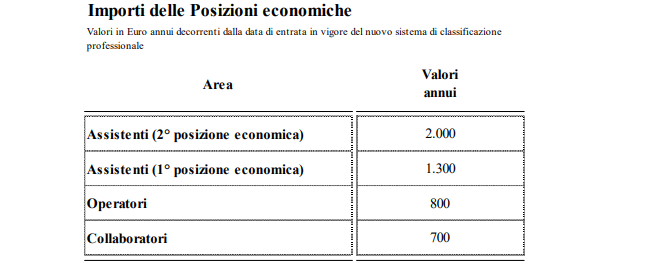 Importi delle Posizioni economiche
Valori in Euro annui decorrenti dalla data di entrata in vigore del nuovo sistema di classificazione
professionale
Area
Valori
annui
Assistenti (2° posizione economica) 2.000
Assistenti (1° posizione economica) 1.300
Operatori 800
Collaboratori 700